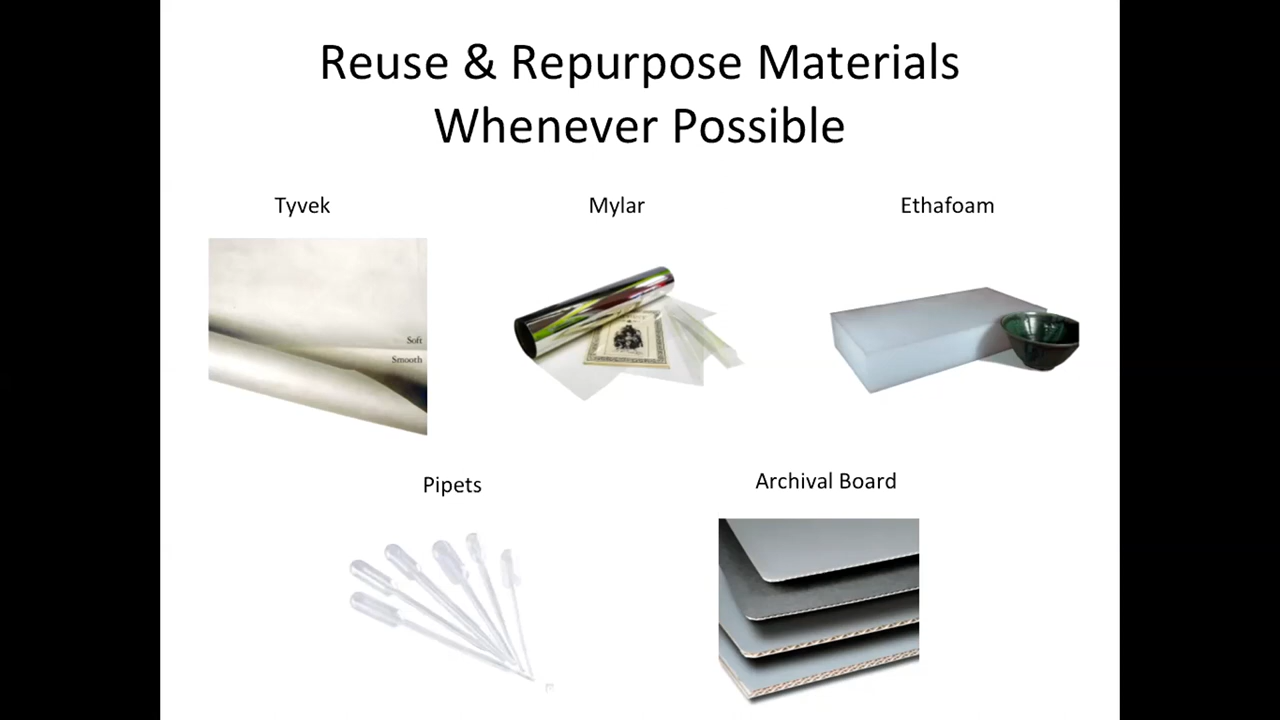 Reuse & Repurpose Materials
Whenever Possible
Tyvek
Mylar
Ethafoam
Soft
Smooth
Pipets
Archival Board